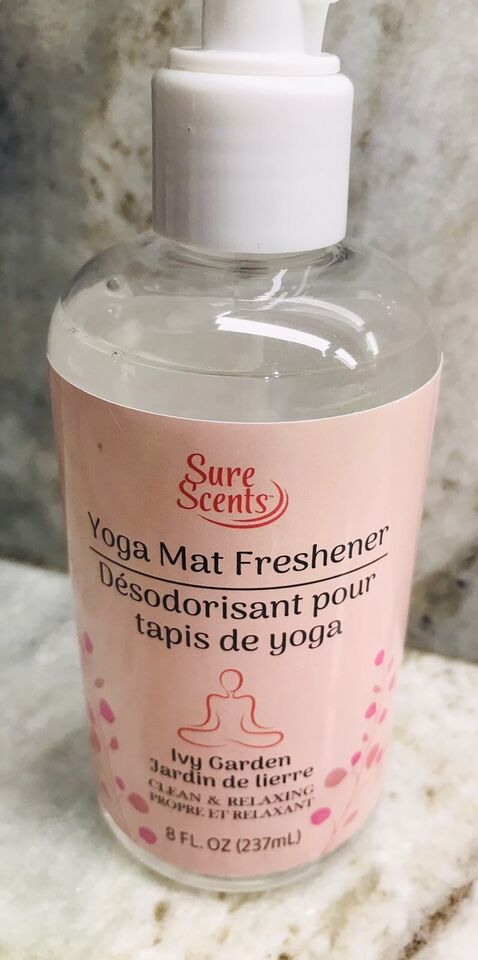 Sure
Scents™
Yoga Mat Freshener
Désodorisant pour
tapis de yoga
Ivy Garden
Jardin de lierre
CLEAN & RELAXING
PROPRE ET RELAXANT
8 FL. OZ (237mL)